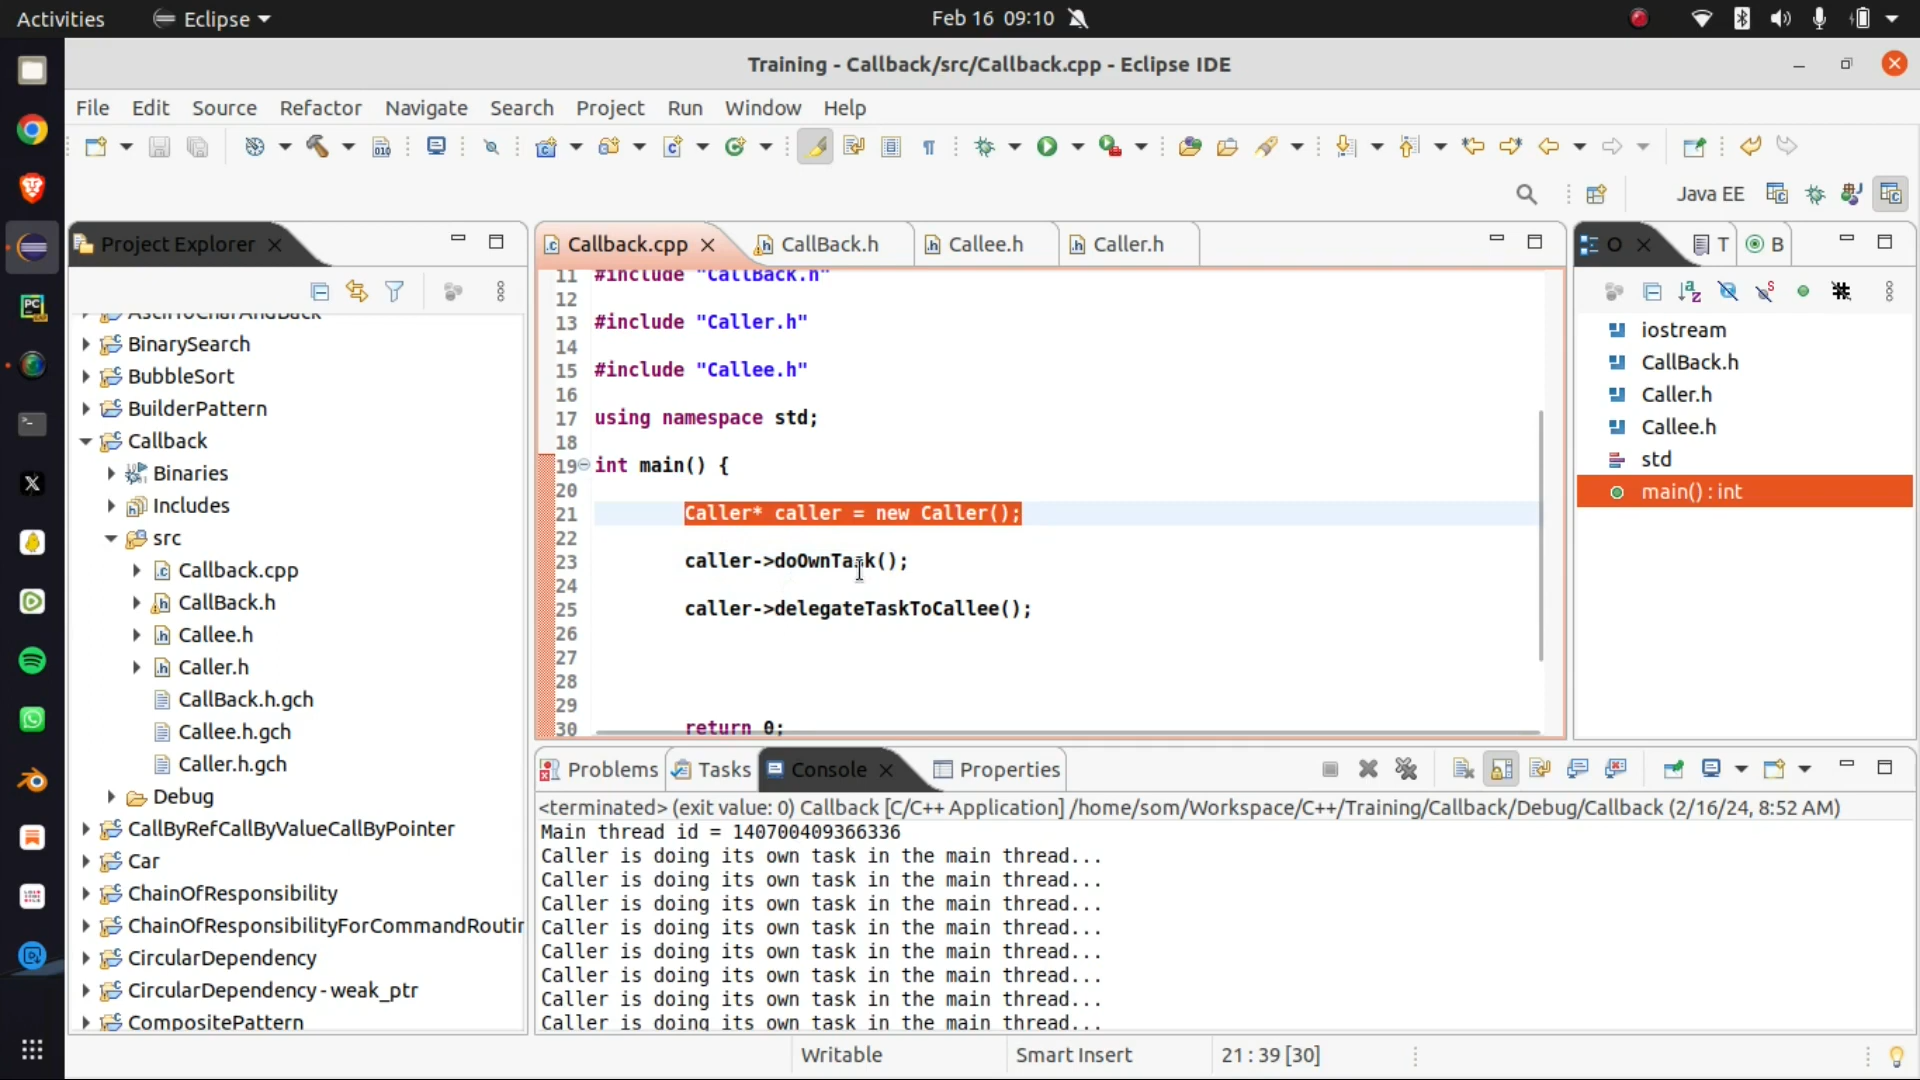 Activities
Eclipse
Feb 16 09:10
Training - Callback/src/Callback.cpp - Eclipse IDE
File Edit Source Refactor Navigate Search Project Run Window Help
Java EE
Project Explorer
AsciiToCharAndBack
BinarySearch
BubbleSort
BuilderPattern
Callback
Binaries
Includes
src
Callback.cpp
CallBack.h
Callee.h
Caller.h
CallBack.h.gch
Callee.h.gch
Caller.h.gch
Debug
CallByRefCallByValueCallByPointer
Car
ChainOfResponsibility
ChainOfResponsibilityForCommandRoutin
CircularDependency
CircularDependency - weak_ptr
CompositePattern
Callback.cpp CallBack.h Callee.h Caller.h
11 #include "CallBack.h"
12
13 #include "Caller.h"
14
15 #include "Callee.h"
16
17 using namespace std;
18
19 int main() {
20
21 Caller* caller = new Caller();
22
23 caller->doOwnTask();
24
25 caller->delegateTaskToCallee();
26
27
28
29
30 return 0;
O T B
iostream
CallBack.h
Caller.h
Callee.h
std
main() : int
Problems Tasks Console Properties
<terminated> (exit value: 0) Callback [C/C++ Application] /home/som/Workspace/C++/Training/Callback/Debug/Callback (2/16/24, 8:52 AM)
Main thread id = 140700409366336
Caller is doing its own task in the main thread...
Caller is doing its own task in the main thread...
Caller is doing its own task in the main thread...
Caller is doing its own task in the main thread...
Caller is doing its own task in the main thread...
Caller is doing its own task in the main thread...
Caller is doing its own task in the main thread...
Caller is doing its own task in the main thread...
Writable
Smart Insert
21 : 39 [30]